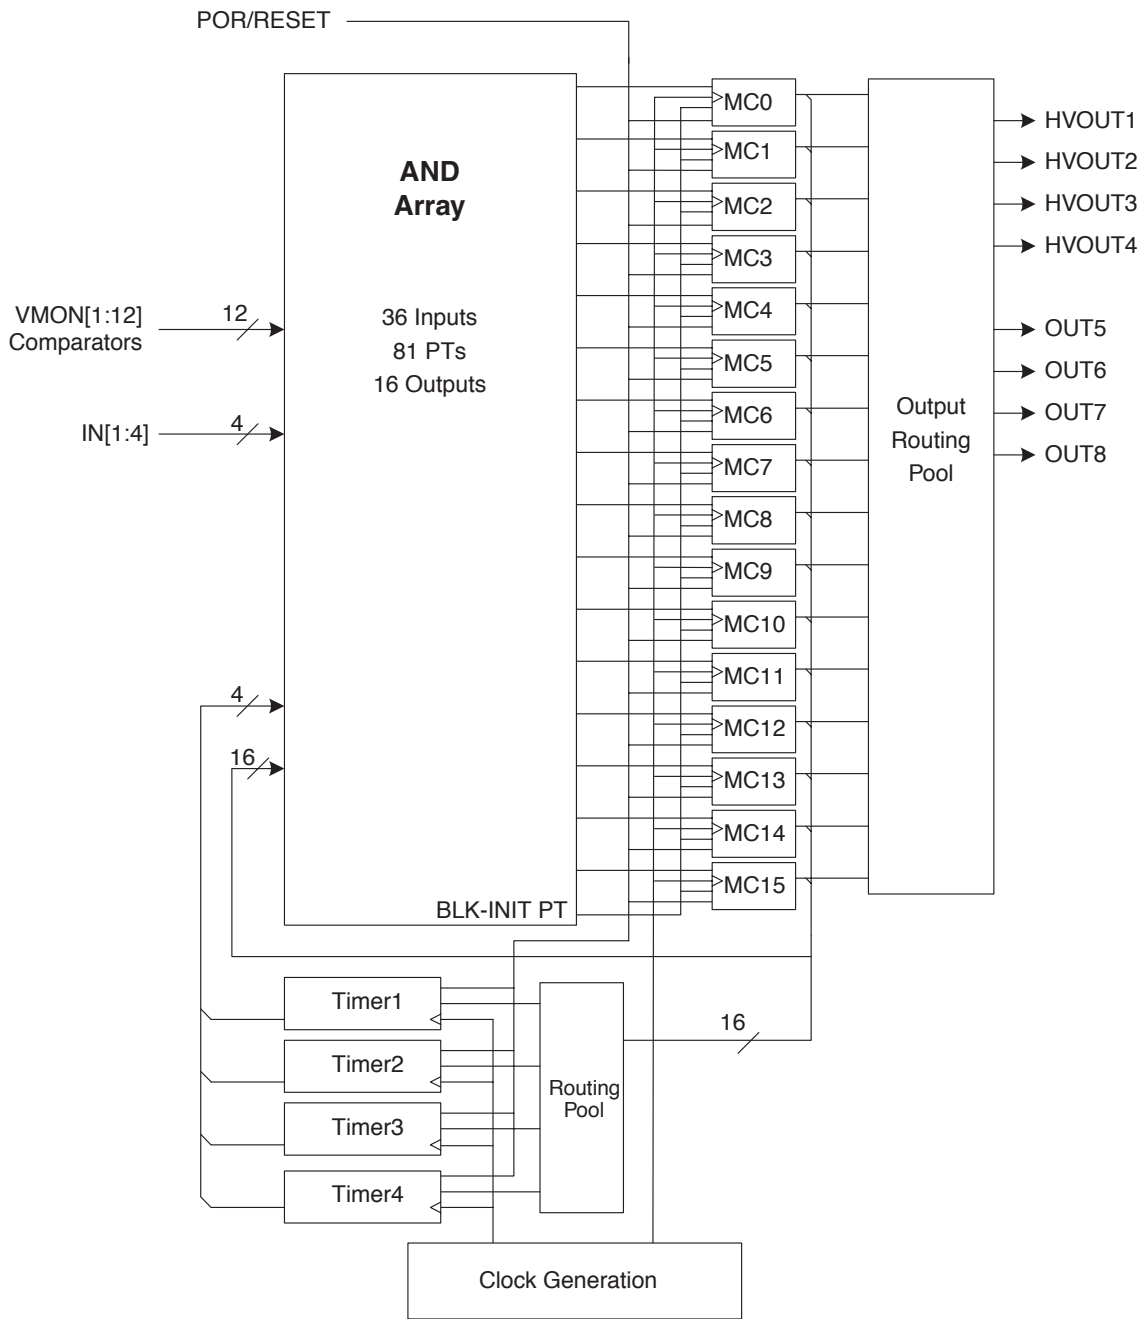 POR/RESET
AND
Array
36 Inputs
81 PTs
16 Outputs
VMON[1:12]
Comparators
12
IN[1:4]
4
4
16
BLK-INIT PT
MC0
MC1
MC2
MC3
MC4
MC5
MC6
MC7
MC8
MC9
MC10
MC11
MC12
MC13
MC14
MC15
Output
Routing
Pool
HVOUT1
HVOUT2
HVOUT3
HVOUT4
OUT5
OUT6
OUT7
OUT8
Timer1
Timer2
Timer3
Timer4
Routing
Pool
16
Clock Generation